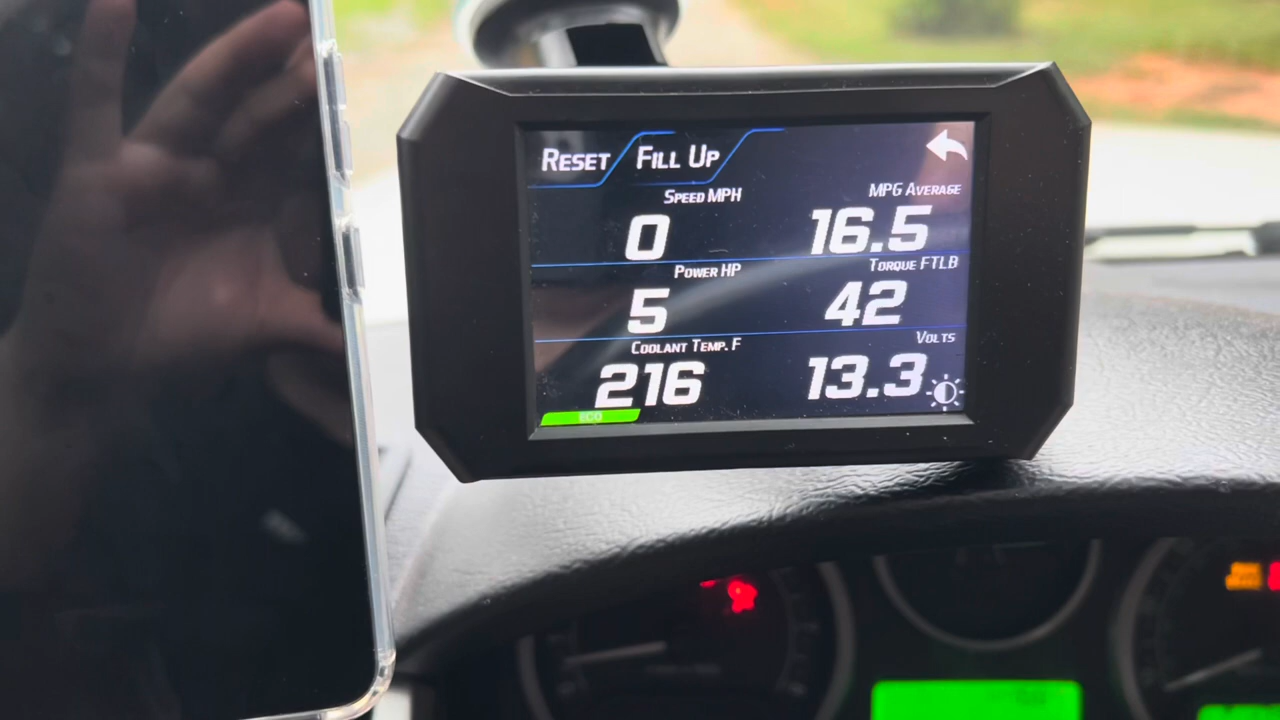 RESET FILL UP
SPEED MPH MPG AVERAGE
0 16.5
POWER HP TORQUE FTLB
5 42
COOLANT TEMP. F VOLTS
216 13.3
ECO